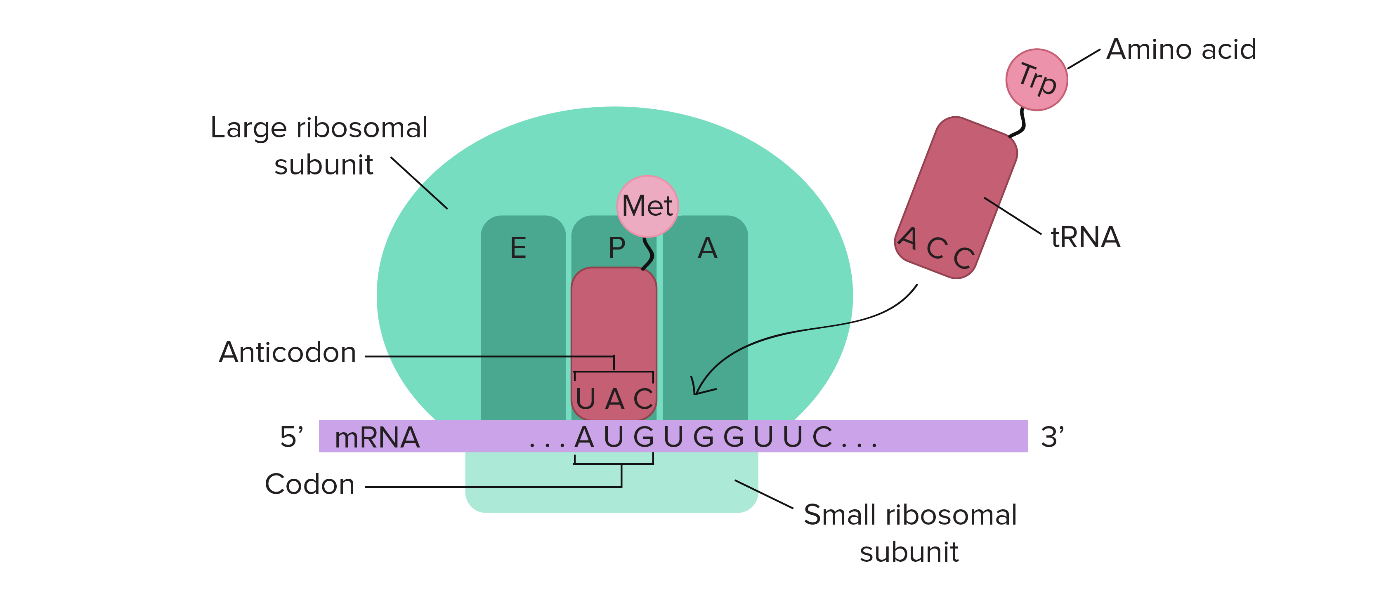 Amino acid
Trp
Large ribosomal
subunit
Met
E P A
tRNA
A C C
Anticodon
U A C
5’ mRNA ...A U G U G G U U C... 3’
Codon
Small ribosomal
subunit